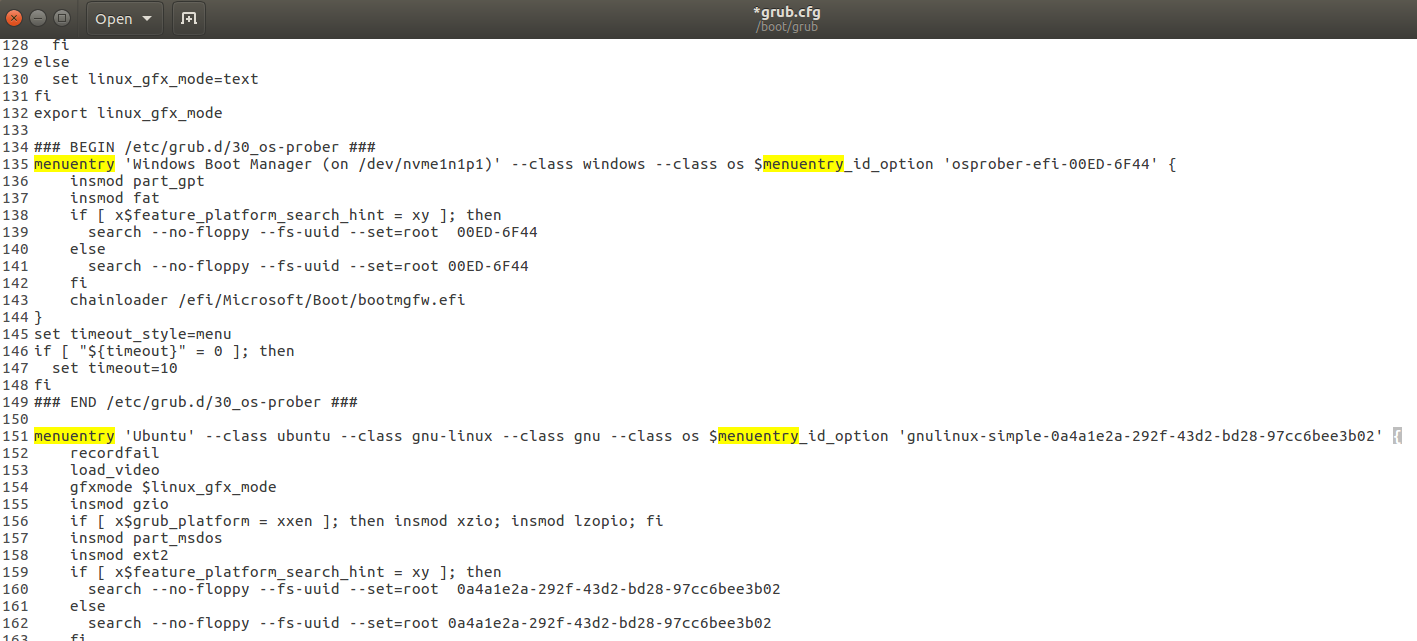 Open
*grub.cfg
/boot/grub
128   fi
129 else
130   set linux_gfx_mode=text
131 fi
132 export linux_gfx_mode
133
134 ### BEGIN /etc/grub.d/30_os-prober ###
135 menuentry 'Windows Boot Manager (on /dev/nvme1n1p1)' --class windows --class os $menuentry_id_option 'osprober-efi-00ED-6F44' {
136     insmod part_gpt
137     insmod fat
138     if [ x$feature_platform_search_hint = xy ]; then
139       search --no-floppy --fs-uuid --set=root  00ED-6F44
140     else
141       search --no-floppy --fs-uuid --set=root 00ED-6F44
142     fi
143     chainloader /efi/Microsoft/Boot/bootmgfw.efi
144 }
145 set timeout_style=menu
146 if [ "${timeout}" = 0 ]; then
147   set timeout=10
148 fi
149 ### END /etc/grub.d/30_os-prober ###
150
151 menuentry 'Ubuntu' --class ubuntu --class gnu-linux --class gnu --class os $menuentry_id_option 'gnulinux-simple-0a4a1e2a-292f-43d2-bd28-97cc6bee3b02' {
152     recordfail
153     load_video
154     gfxmode $linux_gfx_mode
155     insmod gzio
156     if [ x$grub_platform = xxen ]; then insmod xzio; insmod lzopio; fi
157     insmod part_msdos
158     insmod ext2
159     if [ x$feature_platform_search_hint = xy ]; then
160       search --no-floppy --fs-uuid --set=root  0a4a1e2a-292f-43d2-bd28-97cc6bee3b02
161     else
162       search --no-floppy --fs-uuid --set=root 0a4a1e2a-292f-43d2-bd28-97cc6bee3b02
163     fi